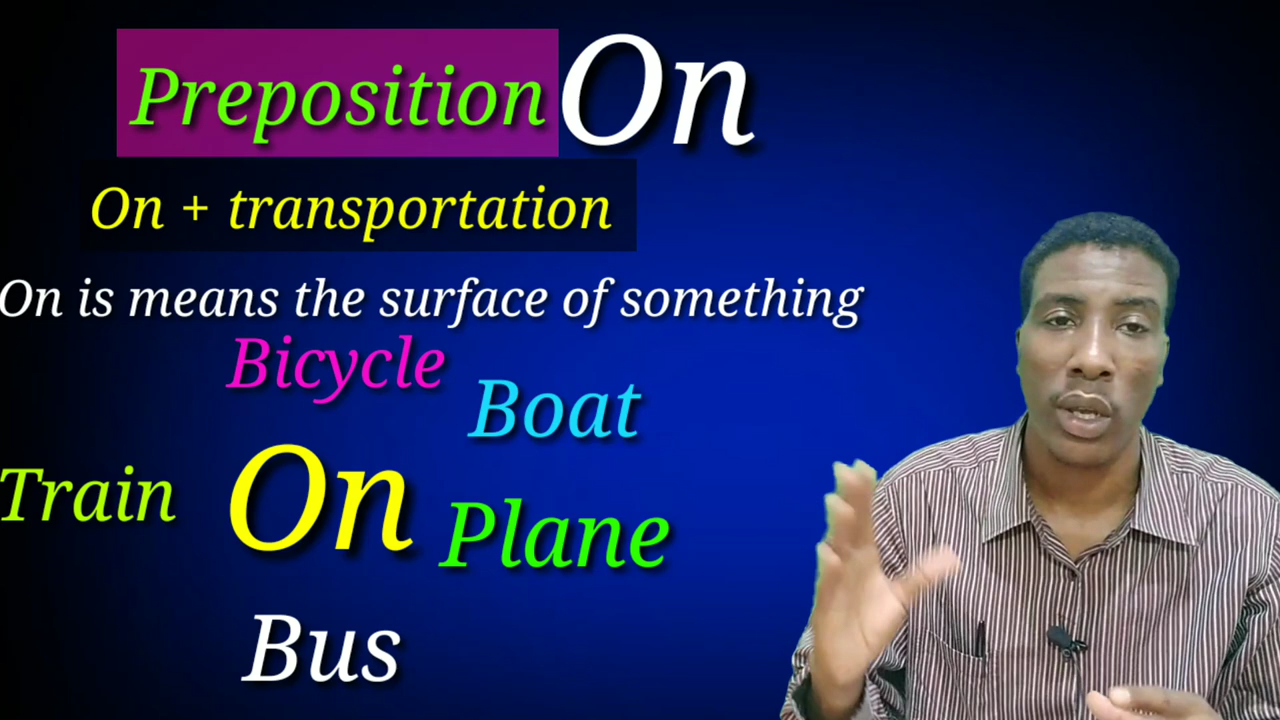 Preposition On
On + transportation
On is means the surface of something
Bicycle
Boat
Train On Plane
Bus